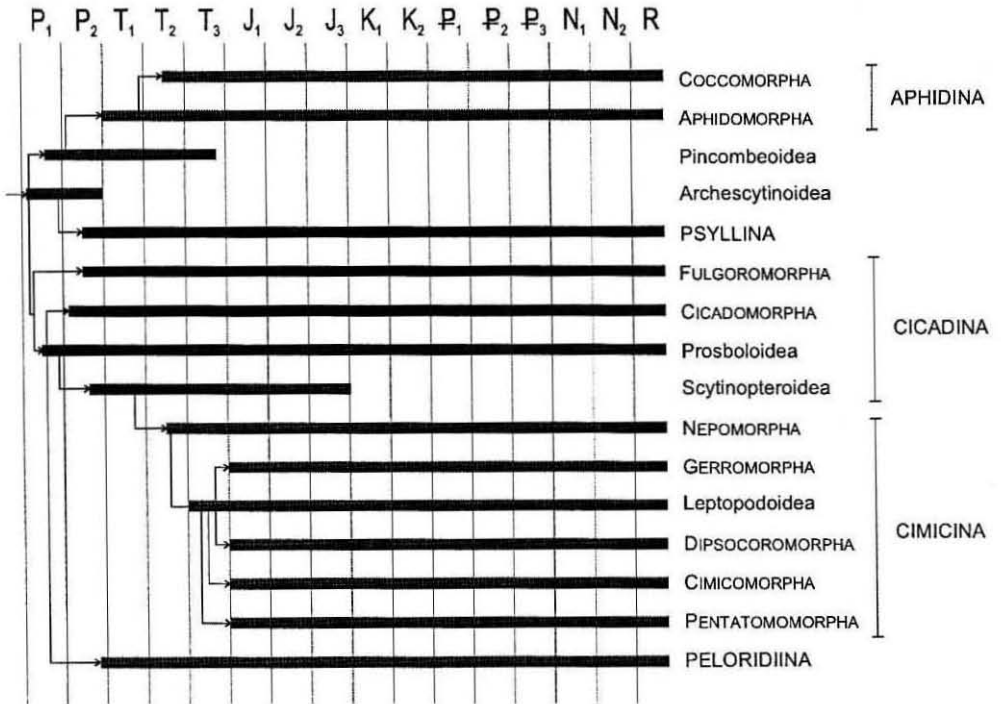 P₁ P₂ T₁ T₂ T₃ J₁ J₂ J₃ K₁ K₂ ₽₁ ₽₂ ₽₃ N₁ N₂ R
COCCOMORPHA
APHIDINA
APHIDOMORPHA
Pincombeoidea
Archescytinoidea
PSYLLINA
FULGOROMORPHA
CICADOMORPHA
CICADINA
Prosboloidea
Scytinopteroidea
NEPOMORPHA
GERROMORPHA
Leptopodoidea
CIMICINA
DIPSOCOROMORPHA
CIMICOMORPHA
PENTATOMOMORPHA
PELORIDIINA